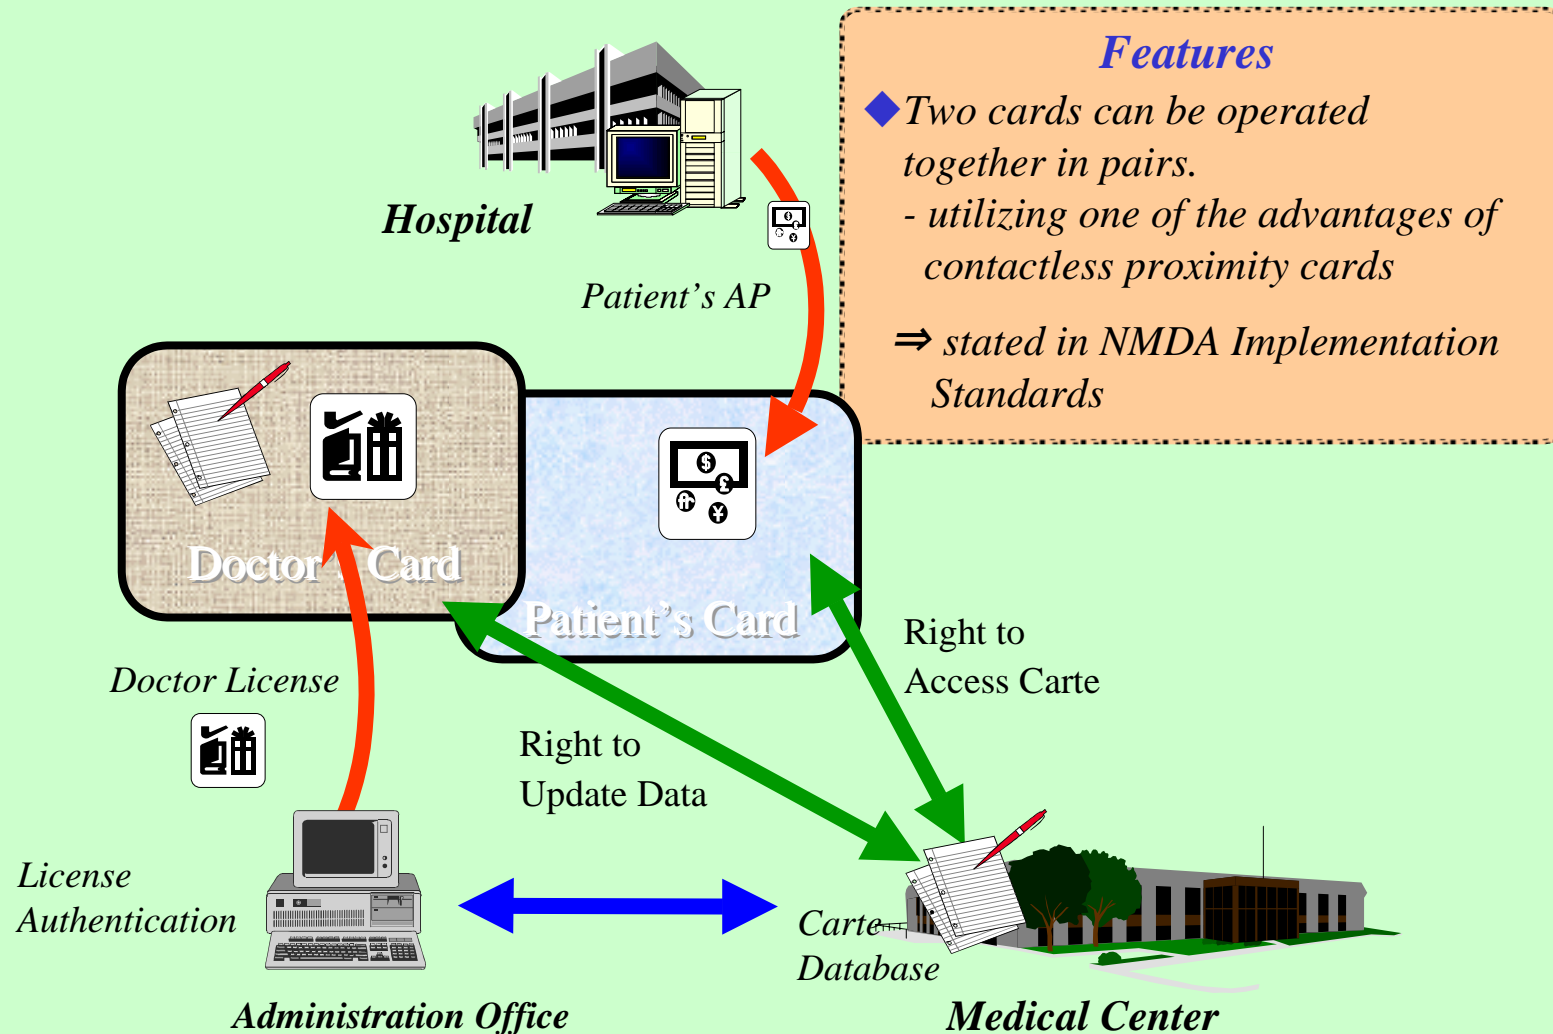 Features
Two cards can be operated
together in pairs.
- utilizing one of the advantages of
contactless proximity cards
⇒ stated in NMDA Implementation
Standards
Hospital
Patient’s AP
Doctor’s Card
Patient’s Card
Right to
Access Carte
Doctor License
Right to
Update Data
License
Authentication
Carte
Database
Administration Office
Medical Center